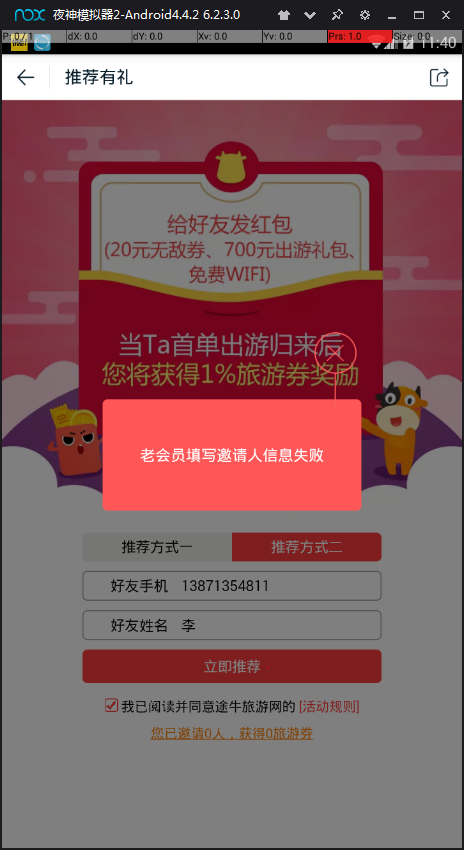 nox 夜神模拟器2-Android4.4.2 6.2.3.0
P: 0 / 1 dX: 0.0 dY: 0.0 Xv: 0.0 Yv: 0.0 Prs: 1.0 Size: 0.0
11:40
推荐有礼
给好友发红包
(20元无敌券、700元出游礼包、
免费WIFI)
当Ta首单出游归来后
您将获得1%旅游券奖励
老会员填写邀请人信息失败
推荐方式一 推荐方式二
好友手机 13871354811
好友姓名 李
立即推荐
我已阅读并同意途牛旅游网的 [活动规则]
您已邀请0人，获得0旅游券